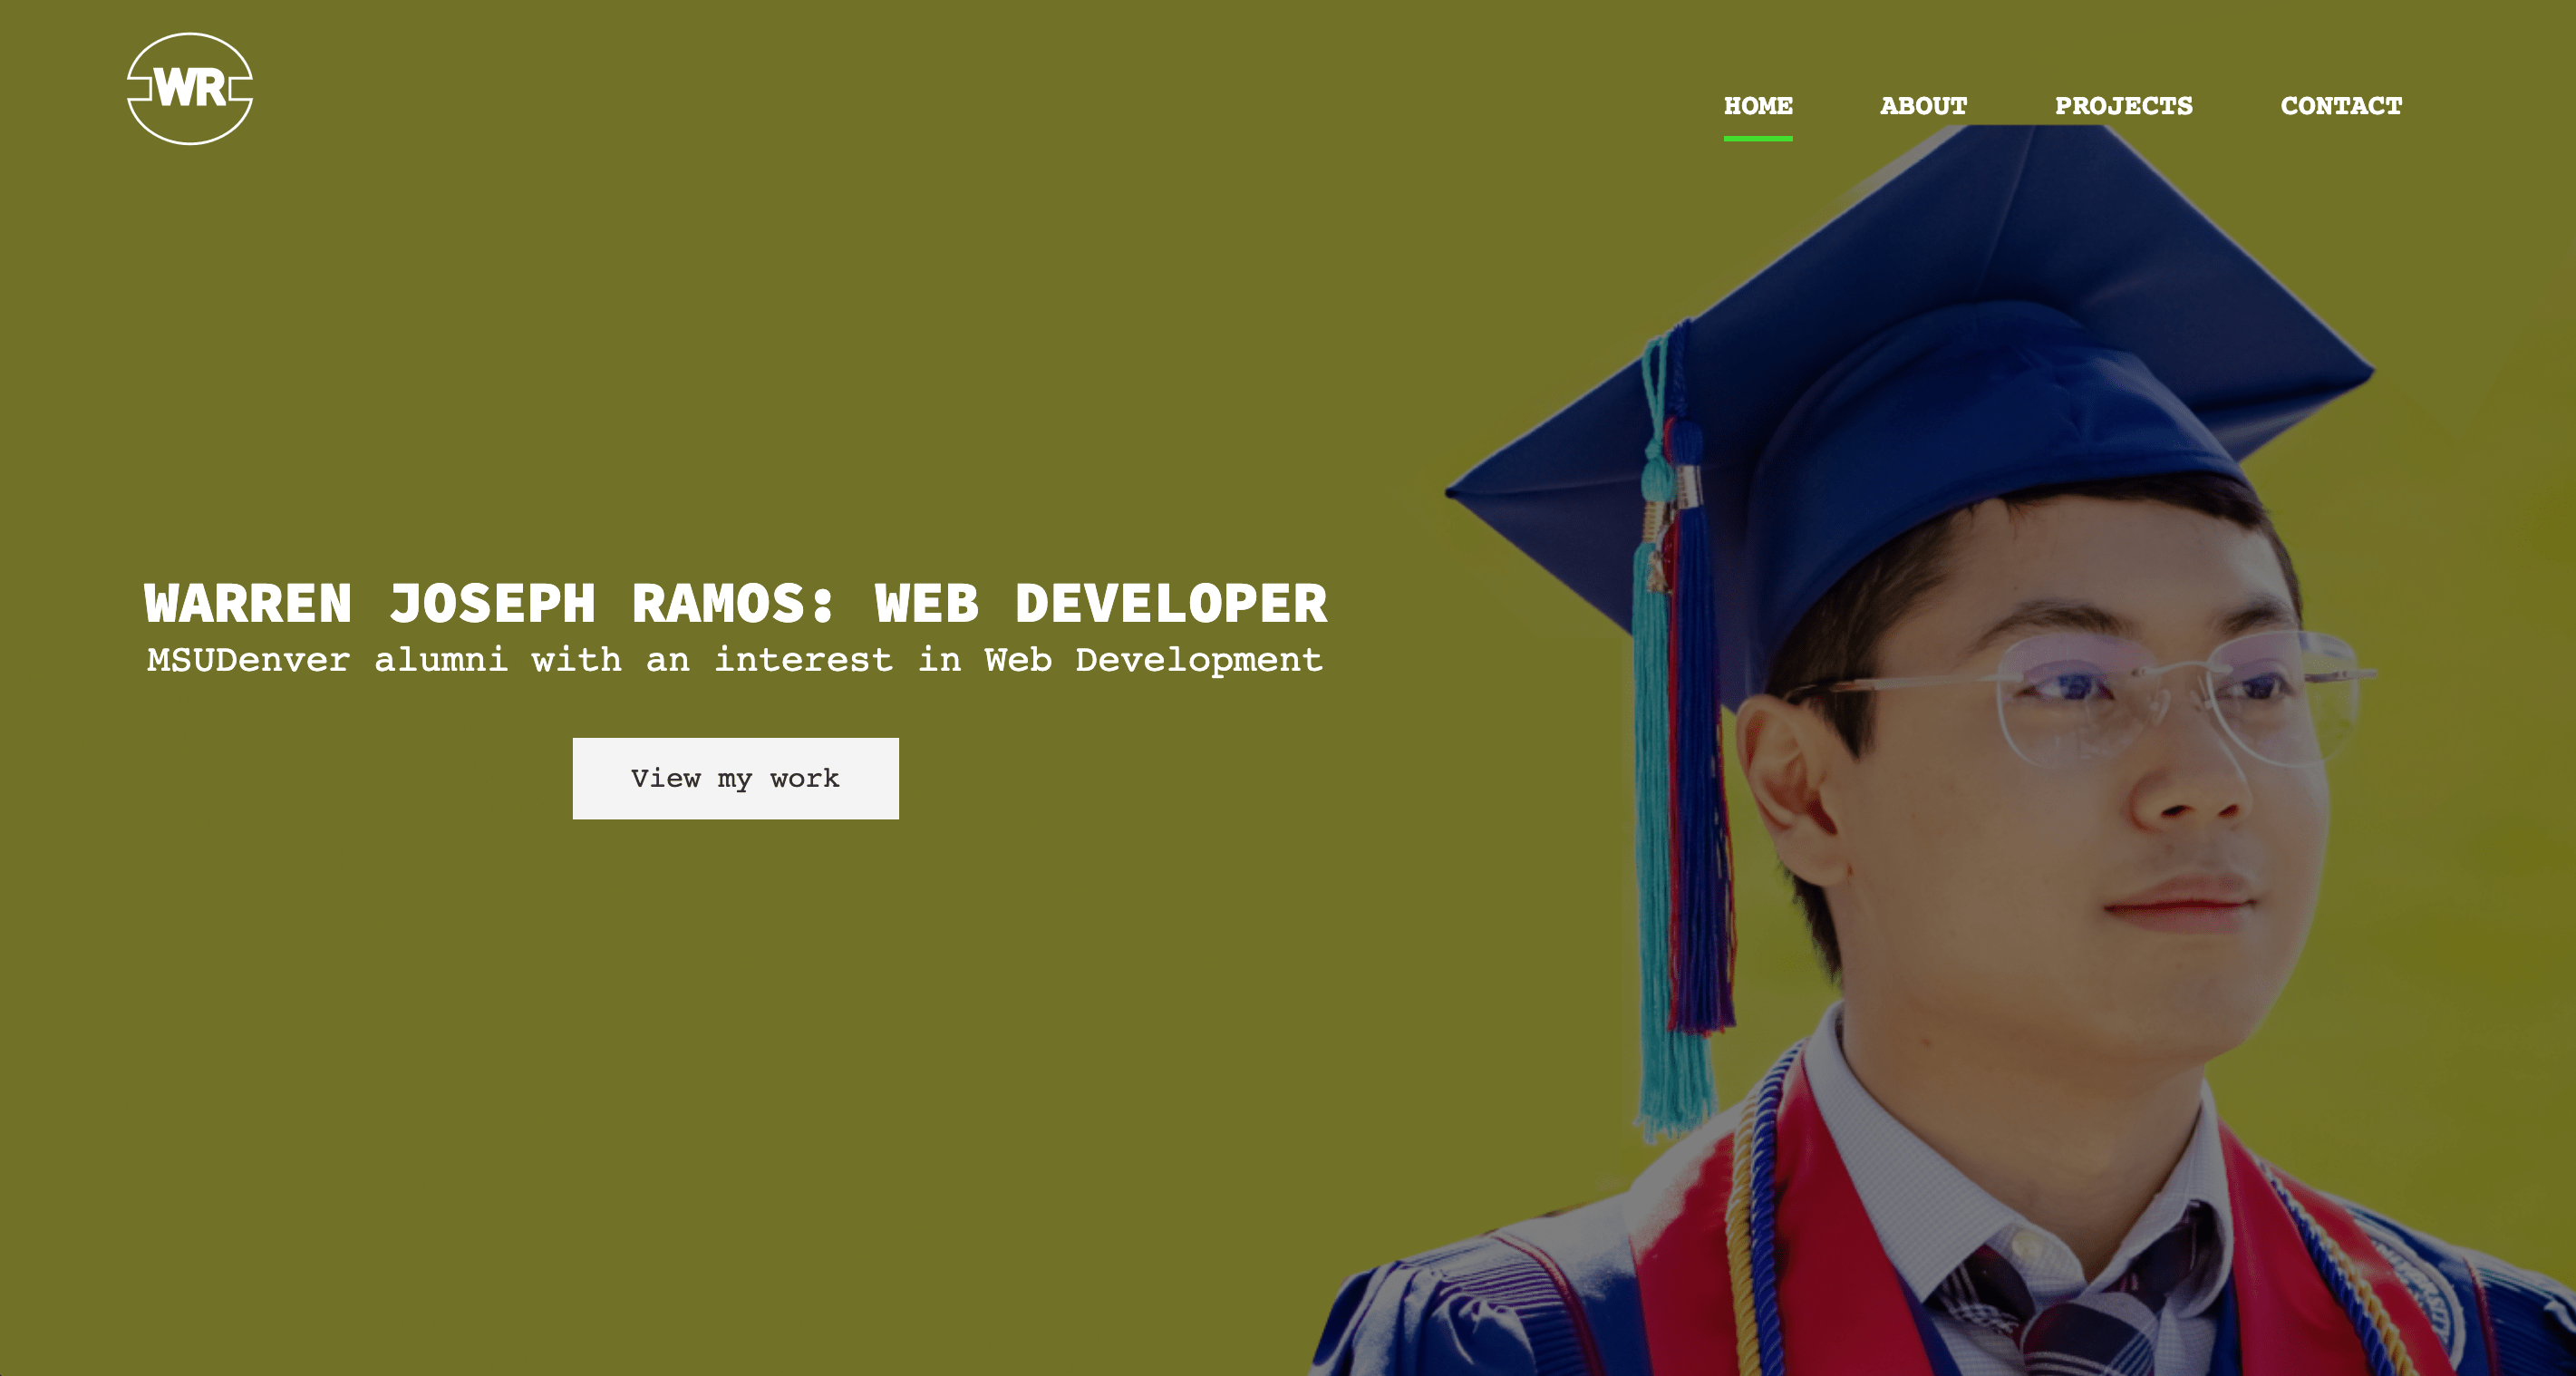 WR
HOME ABOUT PROJECTS CONTACT
WARREN JOSEPH RAMOS: WEB DEVELOPER
MSUDenver alumni with an interest in Web Development
View my work